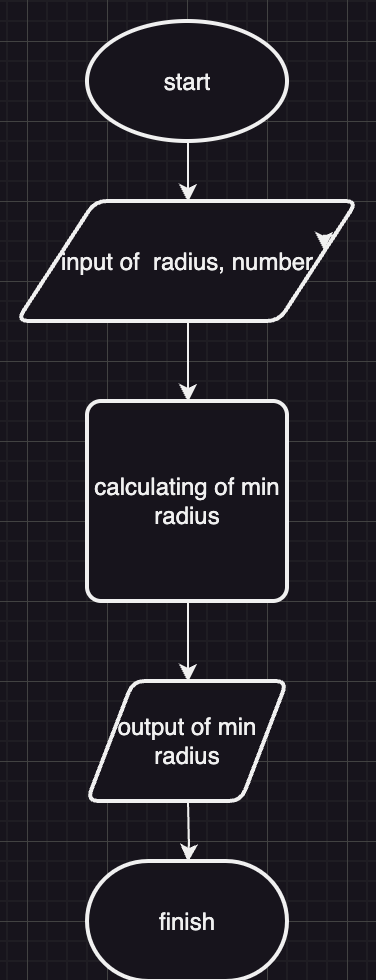 start
input of radius, number
calculating of min
radius
output of min
radius
finish